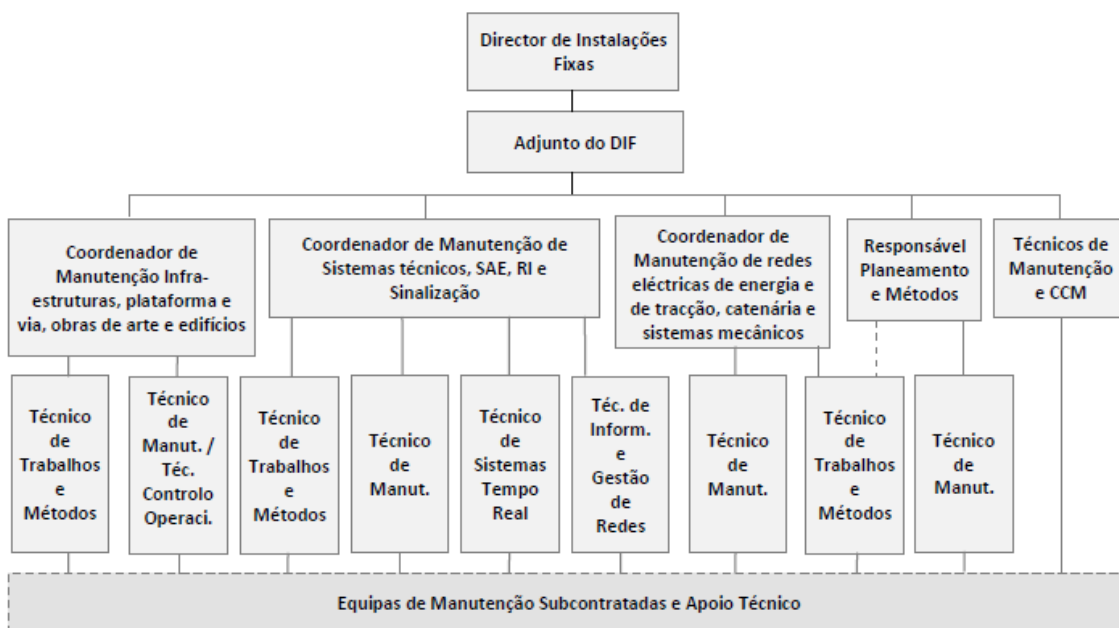 Director de Instalações
Fixas
Adjunto do DIF
Coordenador de
Manutenção Infra-
estruturas, plataforma e
via, obras de arte e edifícios
Coordenador de Manutenção de
Sistemas técnicos, SAE, RI e
Sinalização
Coordenador de
Manutenção de redes
eléctricas de energia e
de tracção, catenária e
sistemas mecânicos
Responsável
Planeamento
e Métodos
Técnicos de
Manutenção
e CCM
Técnico
de
Trabalhos
e
Métodos
Técnico
de
Manut. /
Téc.
Controlo
Operaci.
Técnico
de
Trabalhos
e
Métodos
Técnico
de
Manut.
Técnico
de
Sistemas
Tempo
Real
Téc. de
Inform.
e
Gestão
de
Redes
Técnico
de
Manut.
Técnico
de
Trabalhos
e
Métodos
Técnico
de
Manut.
Equipas de Manutenção Subcontratadas e Apoio Técnico